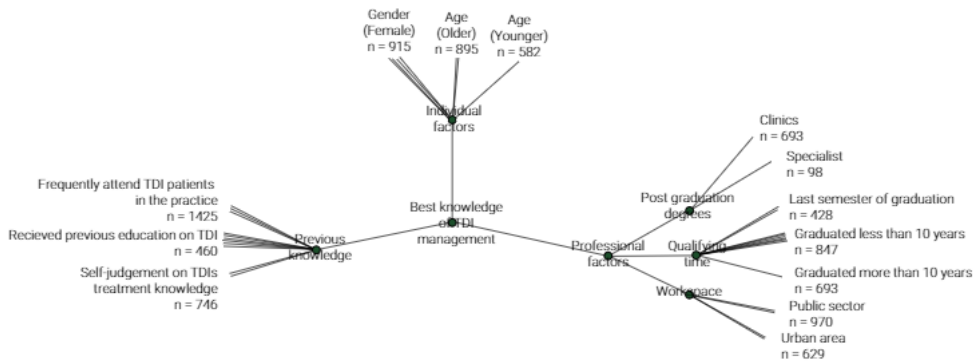 Gender
(Female)
n = 915
Age
(Older)
n = 895
Age
(Younger)
n = 582
Individual
factors
Clinics
n = 693
Specialist
n = 98
Post graduation
degrees
Frequently attend TDI patients
in the practice
n = 1425
Recieved previous education on TDI
n = 460
Self-judgement on TDIs
treatment knowledge
n = 746
Previous
knowledge
Best knowledge
of TDI
management
Professional
factors
Qualifying
time
Last semester of graduation
n = 428
Graduated less than 10 years
n = 847
Graduated more than 10 years
n = 693
Workspace
Public sector
n = 970
Urban area
n = 629